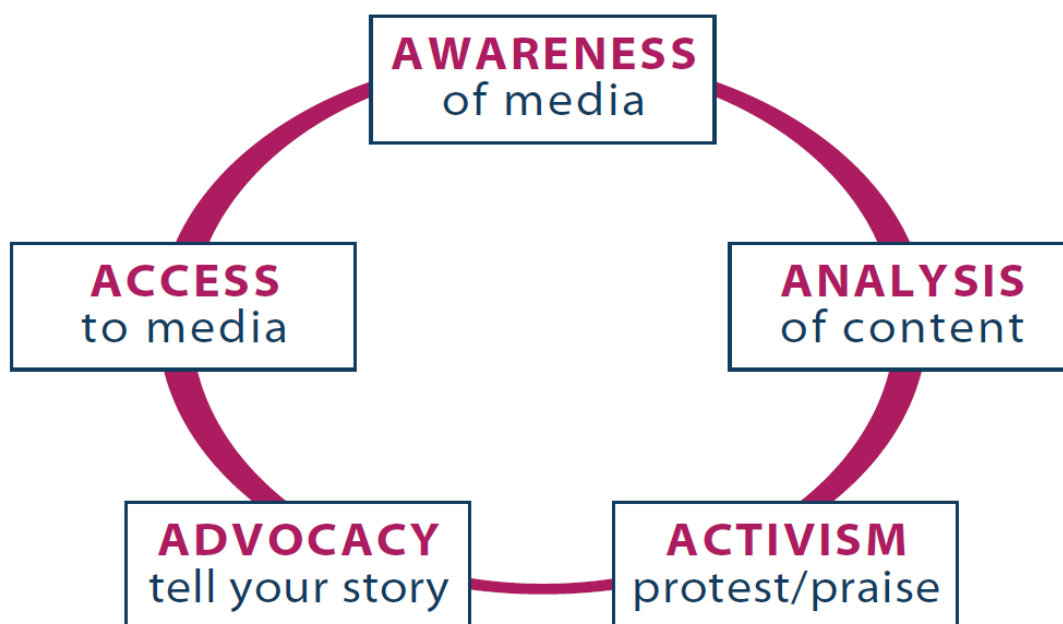 AWARENESS
of media
ACCESS
to media
ANALYSIS
of content
ADVOCACY
tell your story
ACTIVISM
protest/praise